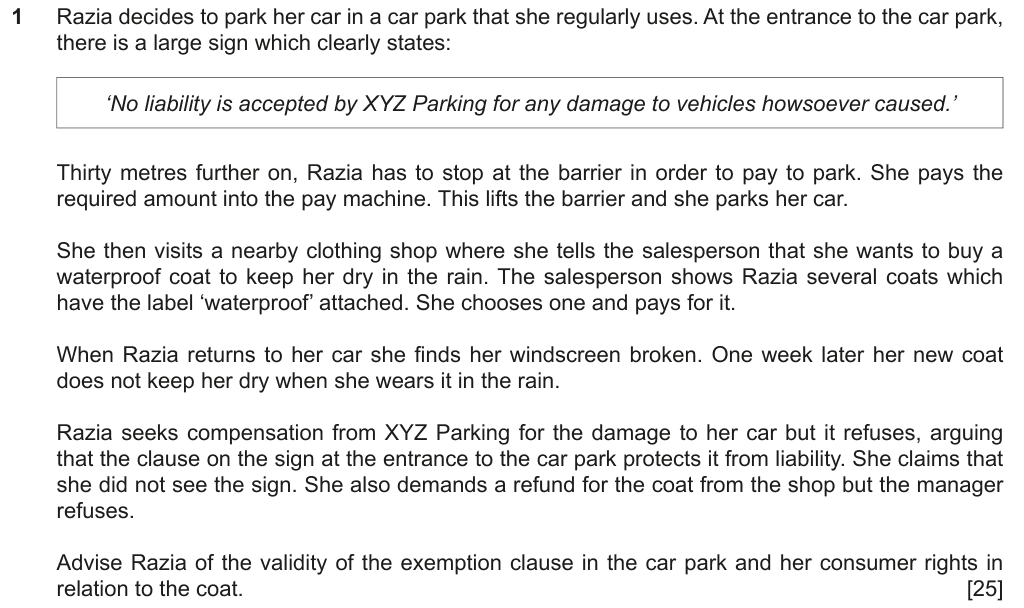 1 Razia decides to park her car in a car park that she regularly uses. At the entrance to the car park,
there is a large sign which clearly states:
‘No liability is accepted by XYZ Parking for any damage to vehicles howsoever caused.’
Thirty metres further on, Razia has to stop at the barrier in order to pay to park. She pays the
required amount into the pay machine. This lifts the barrier and she parks her car.
She then visits a nearby clothing shop where she tells the salesperson that she wants to buy a
waterproof coat to keep her dry in the rain. The salesperson shows Razia several coats which
have the label ‘waterproof’ attached. She chooses one and pays for it.
When Razia returns to her car she finds her windscreen broken. One week later her new coat
does not keep her dry when she wears it in the rain.
Razia seeks compensation from XYZ Parking for the damage to her car but it refuses, arguing
that the clause on the sign at the entrance to the car park protects it from liability. She claims that
she did not see the sign. She also demands a refund for the coat from the shop but the manager
refuses.
Advise Razia of the validity of the exemption clause in the car park and her consumer rights in
relation to the coat. [25]